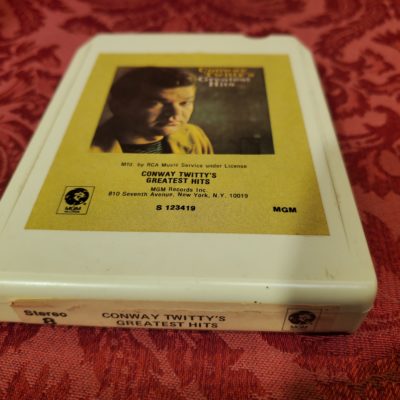 Conway
Twitty's
Greatest
Hits
Mfd. by RCA Music Service under License
CONWAY TWITTY'S
GREATEST HITS
MGM Records Inc.
810 Seventh Avenue, New York, N.Y. 10019
MGM
RECORDS
S 123419
MGM
Stereo
8
CONWAY TWITTY'S
GREATEST HITS
MGM